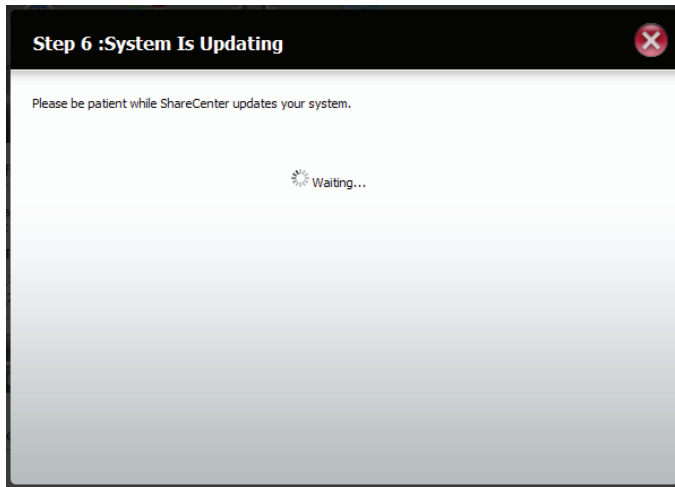 Step 6 :System Is Updating
Please be patient while ShareCenter updates your system.
Waiting...